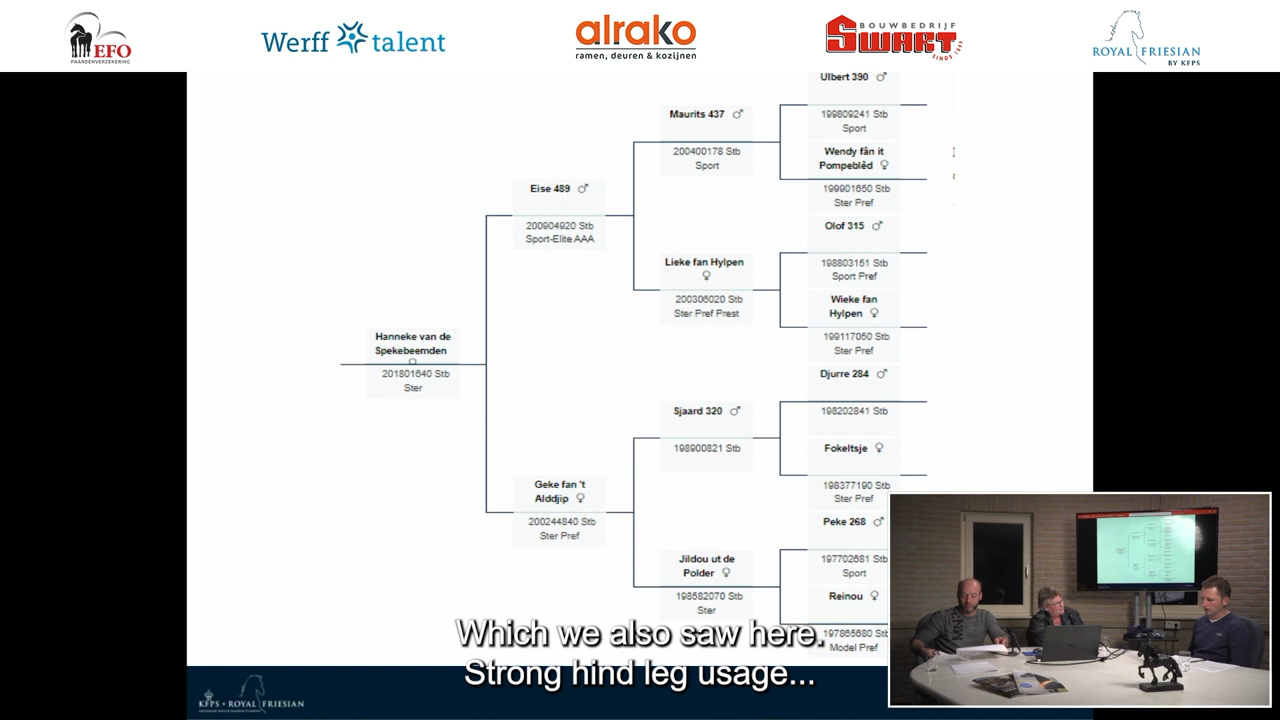 EFO
PAARDENVERZEKERING
Werff talent
alrako
ramen, deuren & kozijnen
BOUWBEDRIJF
SWART
SINDS 1898
ROYAL FRIESIAN
BY KFPS
Ulbert 390 ♂
199809241 Stb
Sport
Maurits 437 ♂
200400178 Stb
Sport
Wendy fân it
Pompeblêd ♀
199901650 Stb
Ster Pref
Eise 489 ♂
200904920 Stb
Sport-Elite AAA
Olof 315 ♂
198803151 Stb
Sport Pref
Lieke fan Hylpen
♀
200306020 Stb
Ster Pref Prest
Wieke fan
Hylpen ♀
199117050 Stb
Ster Pref
Hanneke van de
Spekebeemden
♀
201801640 Stb
Ster
Djurre 284 ♂
198202841 Stb
Sjaard 320 ♂
198900821 Stb
Fokeltsje ♀
198377190 Stb
Ster Pref
Geke fan 't
Alddjip ♀
200244840 Stb
Ster Pref
Peke 268 ♂
197702681 Stb
Sport
Jildou ut de
Polder ♀
198582070 Stb
Ster
Reinou ♀
197865680 Stb
Model Pref
Which we also saw here.
Strong hind leg usage...
KFPS • ROYAL FRIESIAN